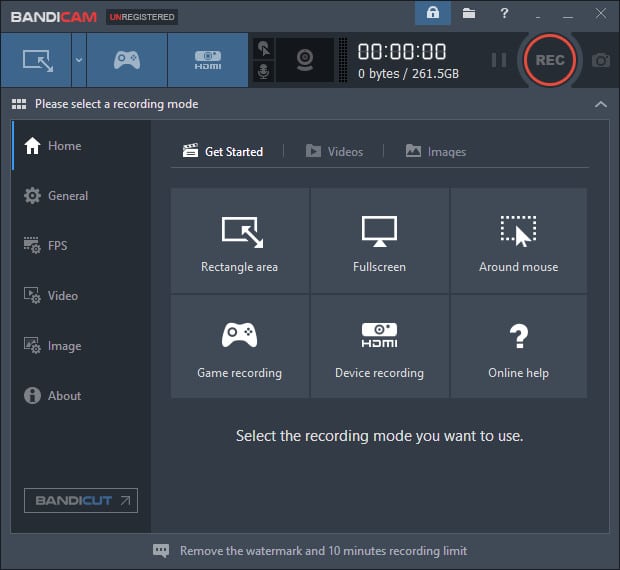 BANDICAM UNREGISTERED
?
HDMI
00:00:00
0 bytes / 261.5GB
REC
Please select a recording mode
Home
General
FPS
Video
Image
About
BANDICUT
Get Started
Videos
Images
Rectangle area
Fullscreen
Around mouse
HDMI
?
Game recording
Device recording
Online help
Select the recording mode you want to use.
Remove the watermark and 10 minutes recording limit